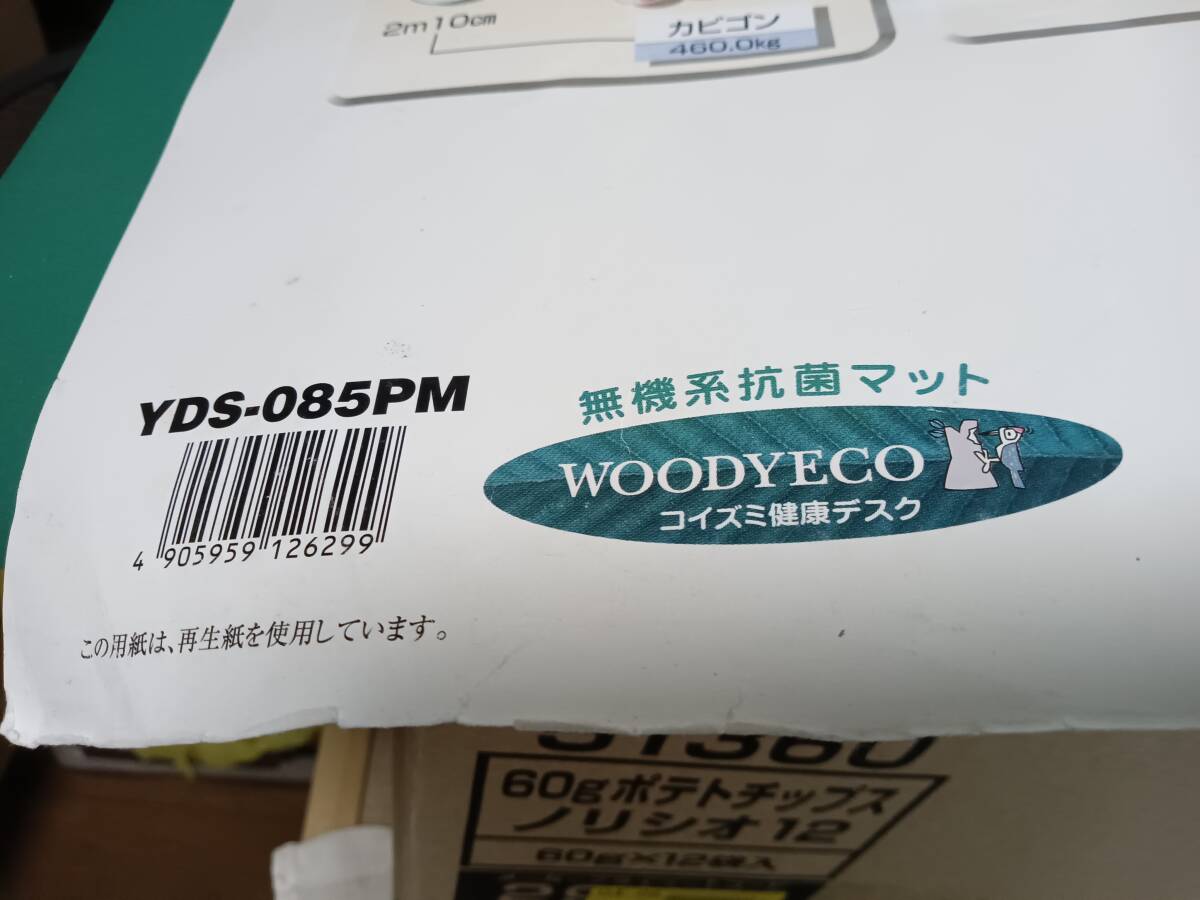 2m10cm
カビゴン
460.0kg
YDS-085PM
4 905959 126299
無機系抗菌マット
WOODYECO
コイズミ健康デスク
この用紙は、再生紙を使用しています。
60gポテトチップス
ノリシオ12
60g×12袋入